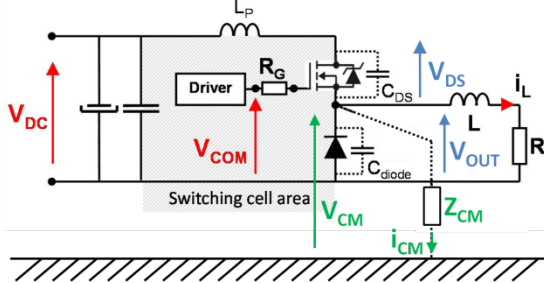 L_P
Driver
R_G
C_DS
V_DS
i_L
V_DC
V_COM
L
R
V_OUT
C_diode
Switching cell area
V_CM
Z_CM
i_CM